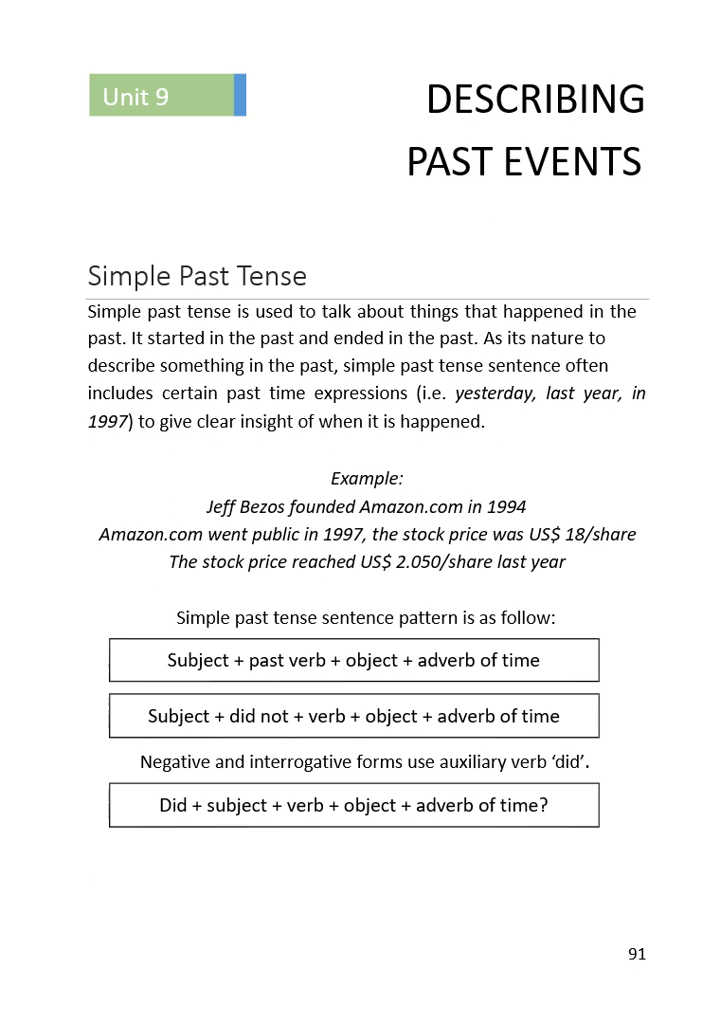 Unit 9
DESCRIBING
PAST EVENTS
Simple Past Tense
Simple past tense is used to talk about things that happened in the
past. It started in the past and ended in the past. As its nature to
describe something in the past, simple past tense sentence often
includes certain past time expressions (i.e. yesterday, last year, in
1997) to give clear insight of when it is happened.
Example:
Jeff Bezos founded Amazon.com in 1994
Amazon.com went public in 1997, the stock price was US$ 18/share
The stock price reached US$ 2.050/share last year
Simple past tense sentence pattern is as follow:
Subject + past verb + object + adverb of time
Subject + did not + verb + object + adverb of time
Negative and interrogative forms use auxiliary verb ‘did’.
Did + subject + verb + object + adverb of time?
91